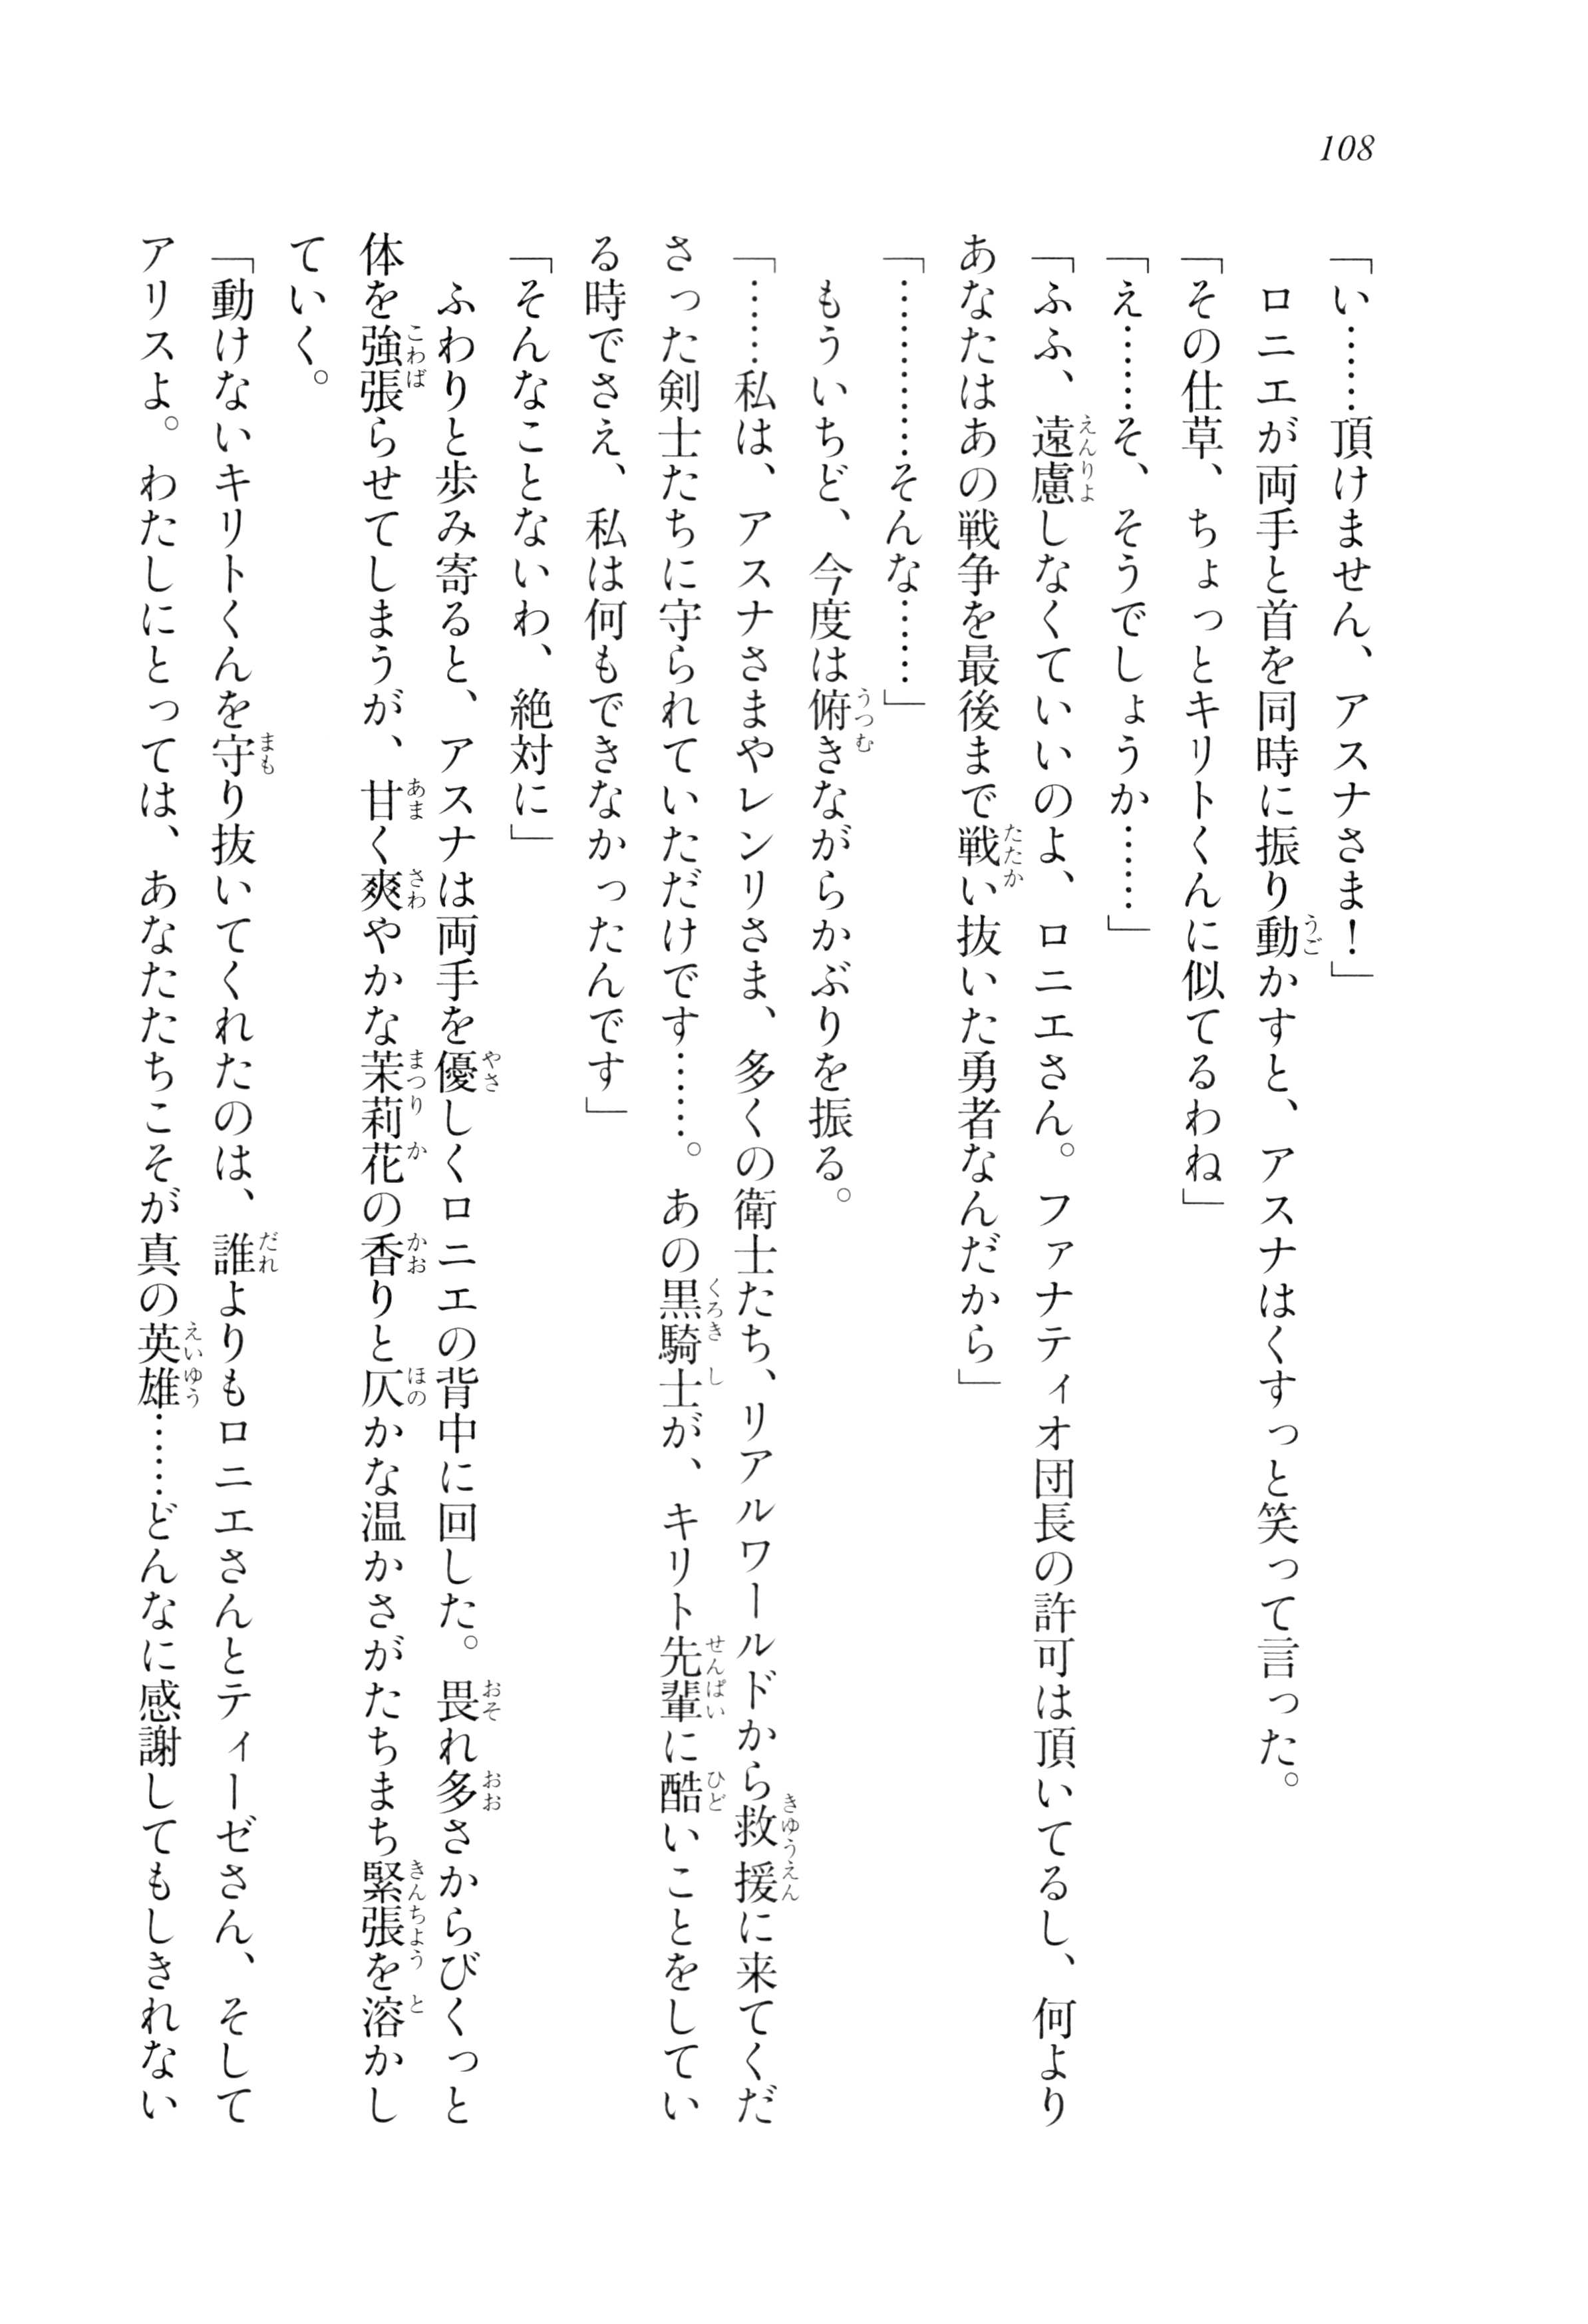 108
「い……頂けません、アスナさま！」
　ロニエが両手と首を同時に振り動かすと、アスナはくすっと笑って言った。
「その仕草、ちょっとキリトくんに似てるわね」
「え……そ、そうでしょうか……」
「ふふ、遠慮しなくていいのよ、ロニエさん。ファナティオ団長の許可は頂いてるし、何より
あなたはあの戦争を最後まで戦い抜いた勇者なんだから」
「…………そんな……」
　もういちど、今度は俯きながらかぶりを振る。
「……私は、アスナさまやレンリさま、多くの衛士たち、リアルワールドから救援に来てくだ
さった剣士たちに守られていただけです……。あの黒騎士が、キリト先輩に酷いことをしてい
る時でさえ、私は何もできなかったんです」
「そんなことないわ、絶対に」
　ふわりと歩み寄ると、アスナは両手を優しくロニエの背中に回した。畏れ多さからびくっと
体を強張らせてしまうが、甘く爽やかな茉莉花の香りと仄かな温かさがたちまち緊張を溶かし
ていく。
「動けないキリトくんを守り抜いてくれたのは、誰よりもロニエさんとティーゼさん、そして
アリスよ。わたしにとっては、あなたたちこそが真の英雄……どんなに感謝してもしきれない